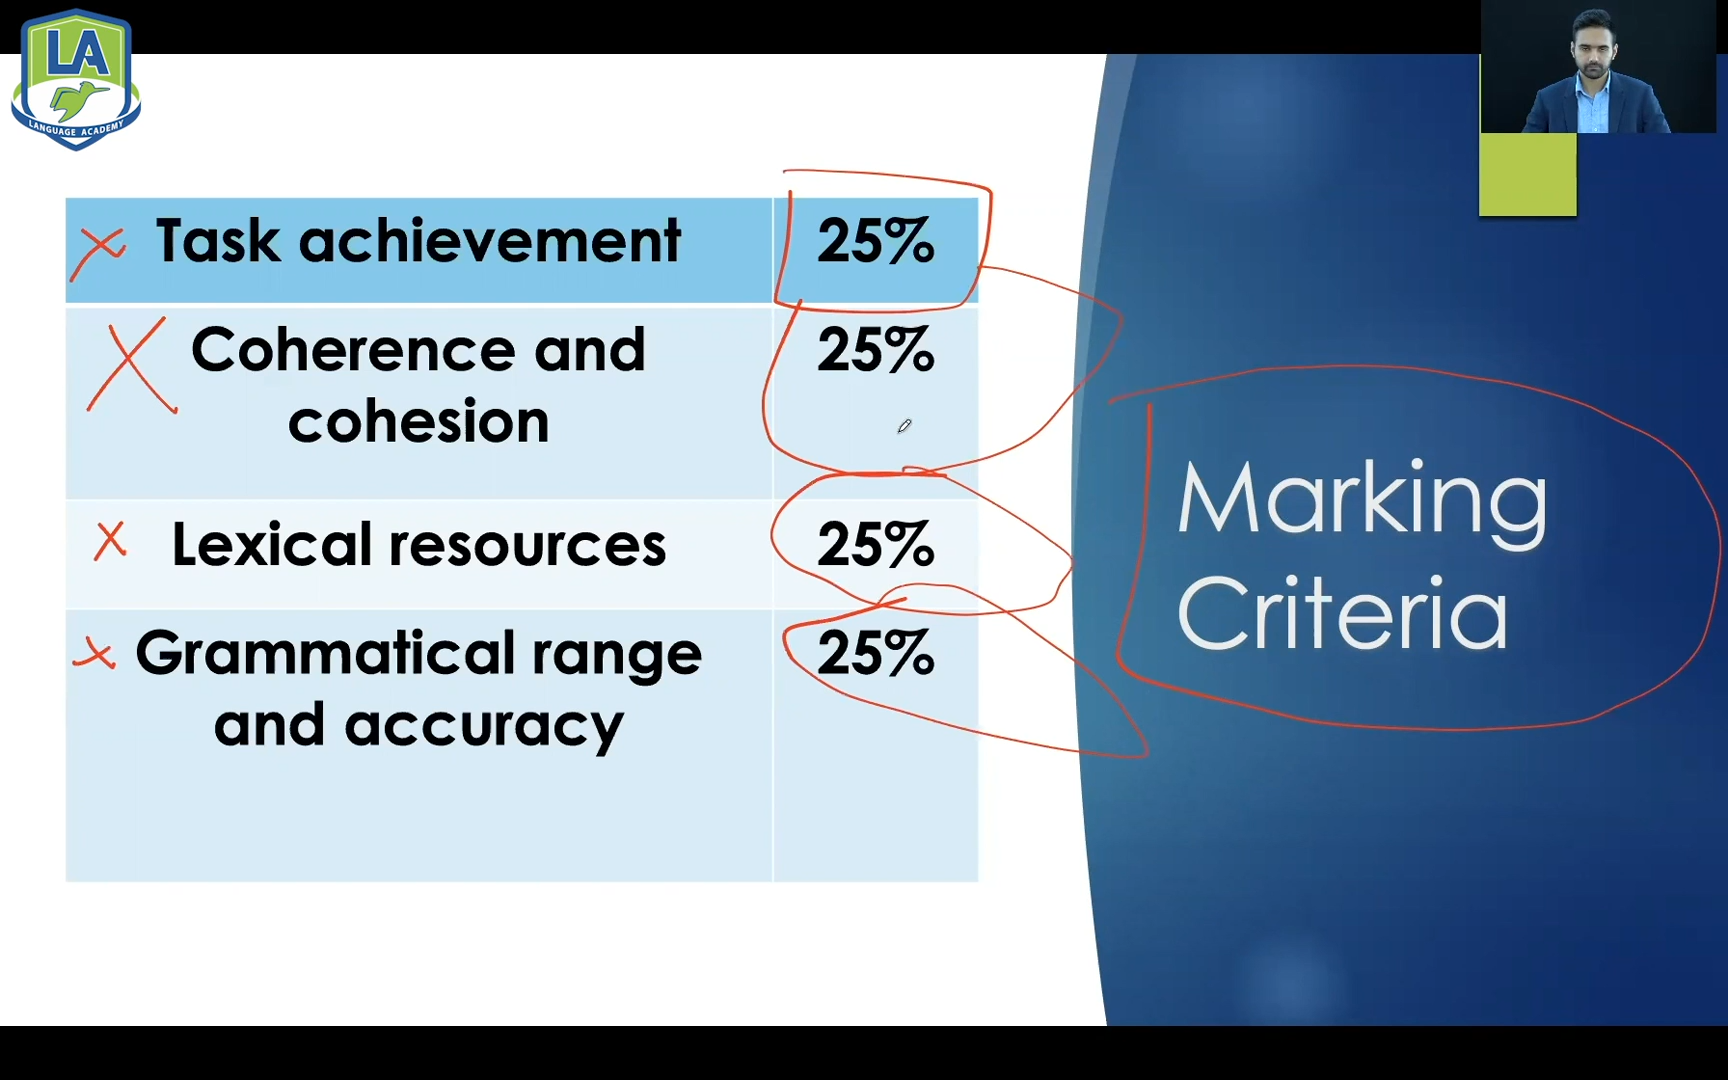 LA
LANGUAGE ACADEMY
Task achievement 25%
Coherence and 25%
cohesion
Lexical resources 25%
Grammatical range 25%
and accuracy
Marking
Criteria